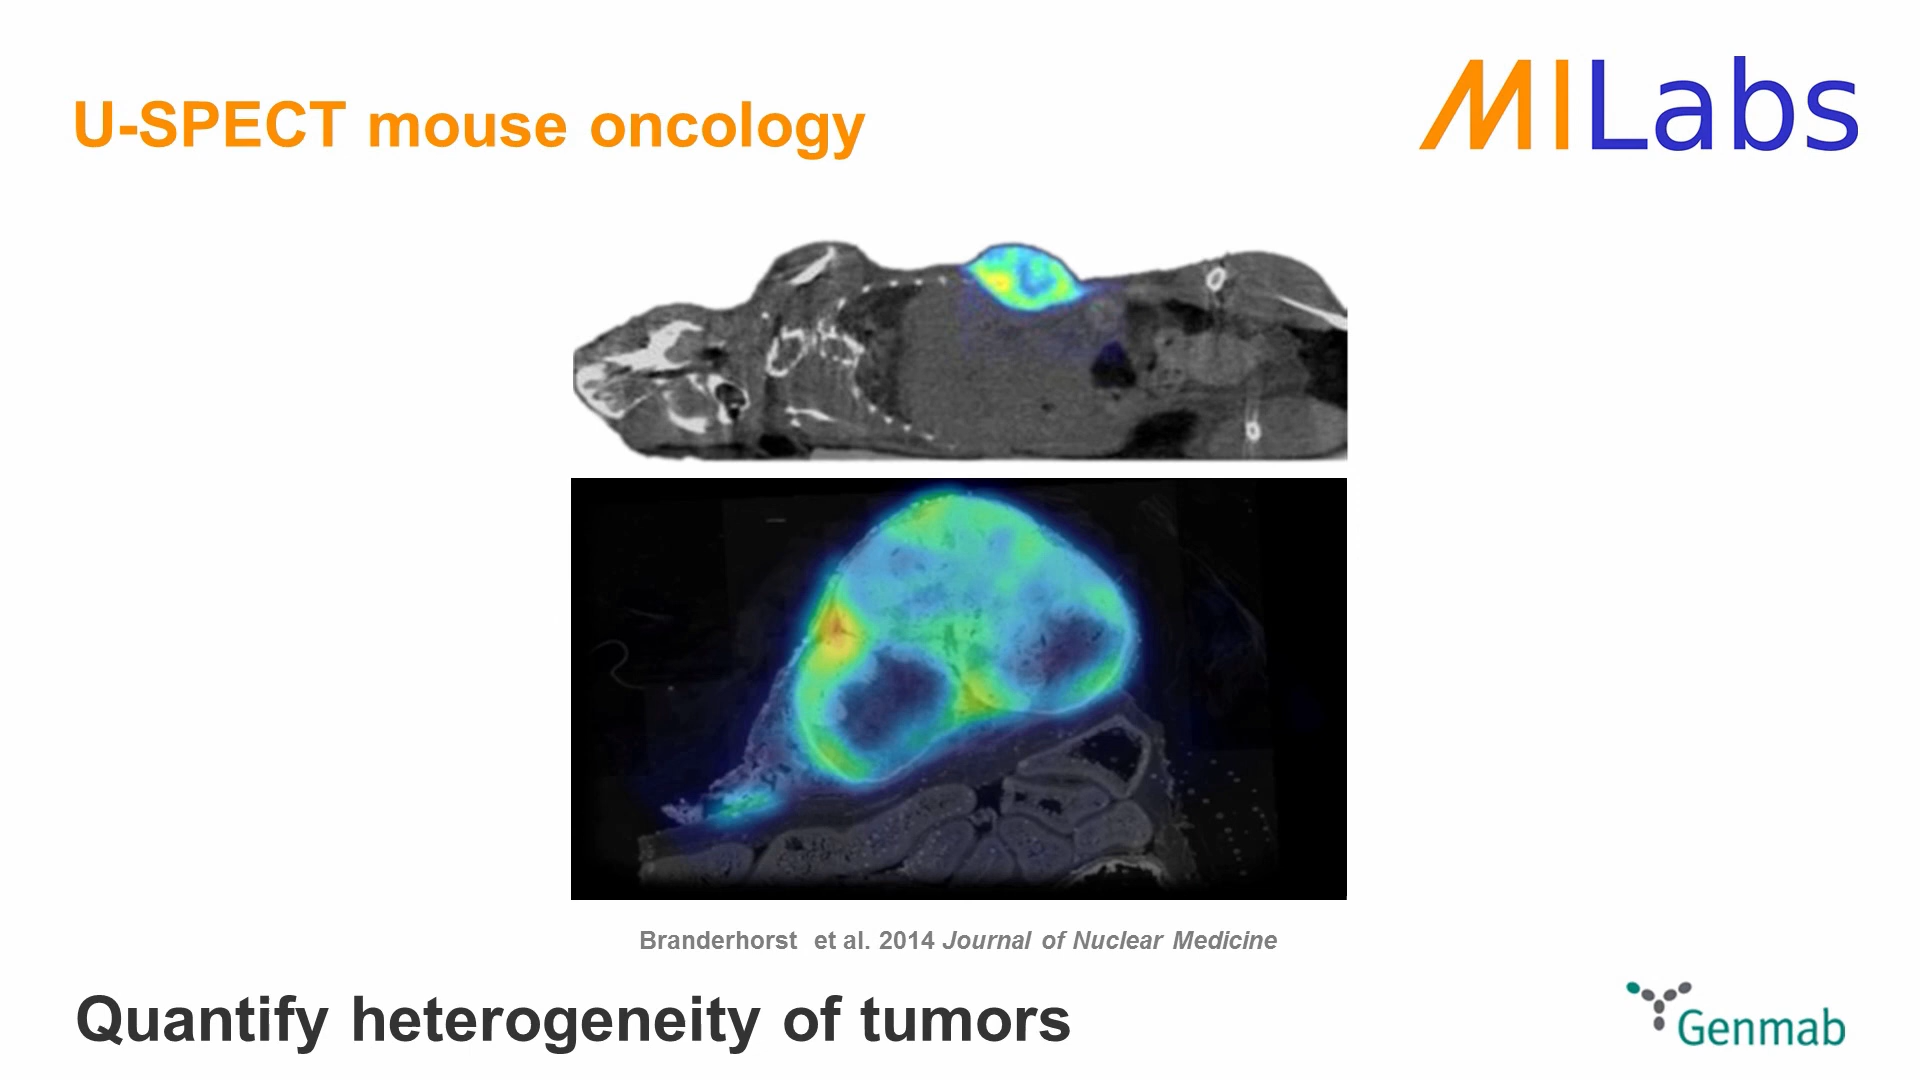 U-SPECT mouse oncology
MILabs
Branderhorst et al. 2014 Journal of Nuclear Medicine
Quantify heterogeneity of tumors
Genmab